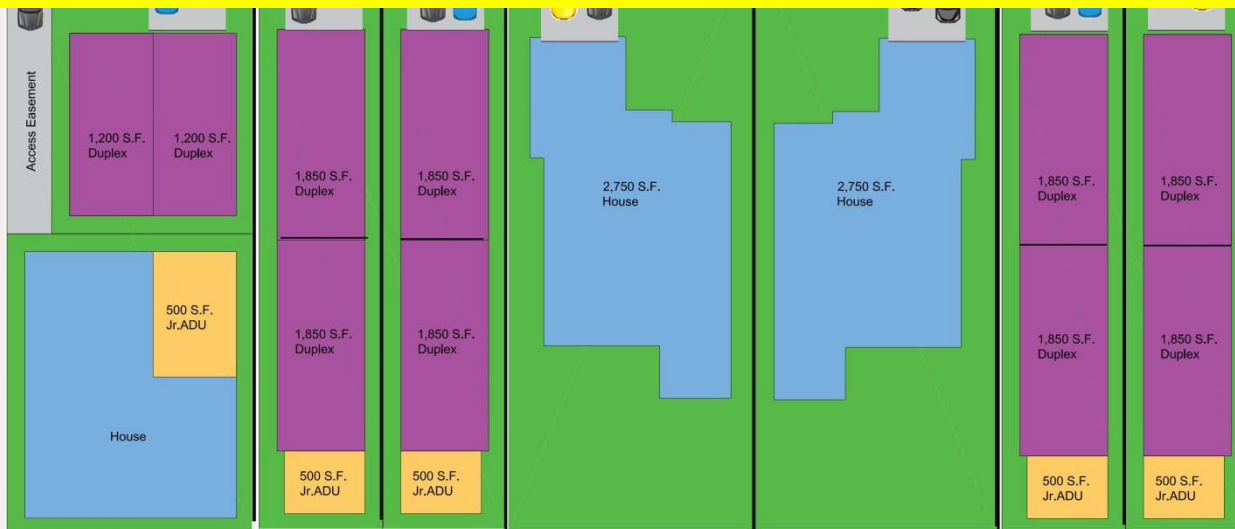 Access Easement
1,200 S.F.
Duplex
1,200 S.F.
Duplex
500 S.F.
Jr.ADU
House
1,850 S.F.
Duplex
1,850 S.F.
Duplex
1,850 S.F.
Duplex
1,850 S.F.
Duplex
500 S.F.
Jr.ADU
500 S.F.
Jr.ADU
2,750 S.F.
House
2,750 S.F.
House
1,850 S.F.
Duplex
1,850 S.F.
Duplex
1,850 S.F.
Duplex
1,850 S.F.
Duplex
500 S.F.
Jr.ADU
500 S.F.
Jr.ADU